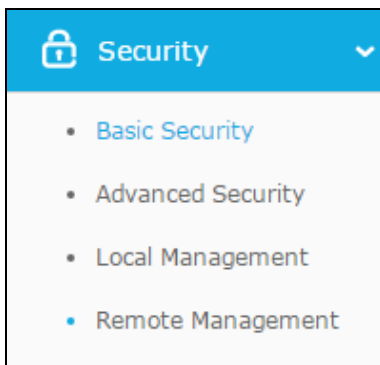 Security
Basic Security
Advanced Security
Local Management
Remote Management